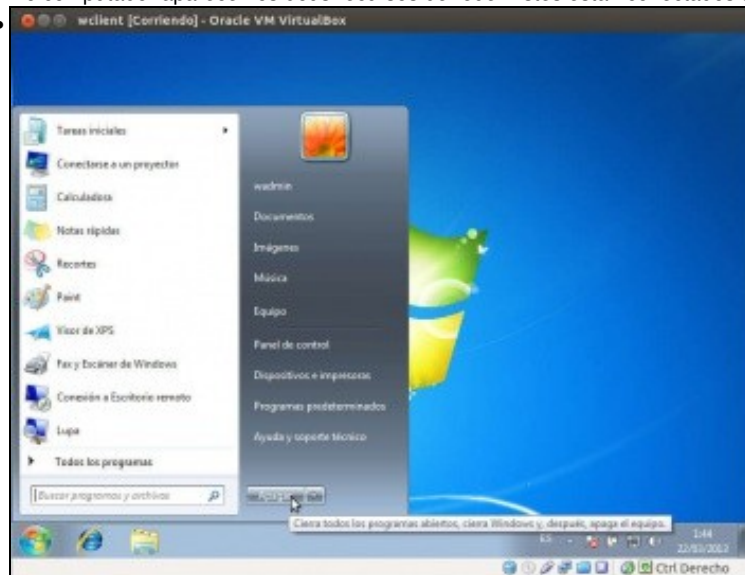 wclient [Corriendo] - Oracle VM VirtualBox
Tareas iniciales
Conectarse a un proyector
Calculadora
Notas rápidas
Recortes
Paint
Visor de XPS
Fax y Escáner de Windows
Conexión a Escritorio remoto
Lupa
Todos los programas
Buscar programas y archivos
wadmin
Documentos
Imágenes
Música
Equipo
Panel de control
Dispositivos e impresoras
Programas predeterminados
Ayuda y soporte técnico
Cierra todos los programas abiertos, cierra Windows y, después, apaga el equipo.
ES
1:44
22/03/2013
Ctrl Derecho